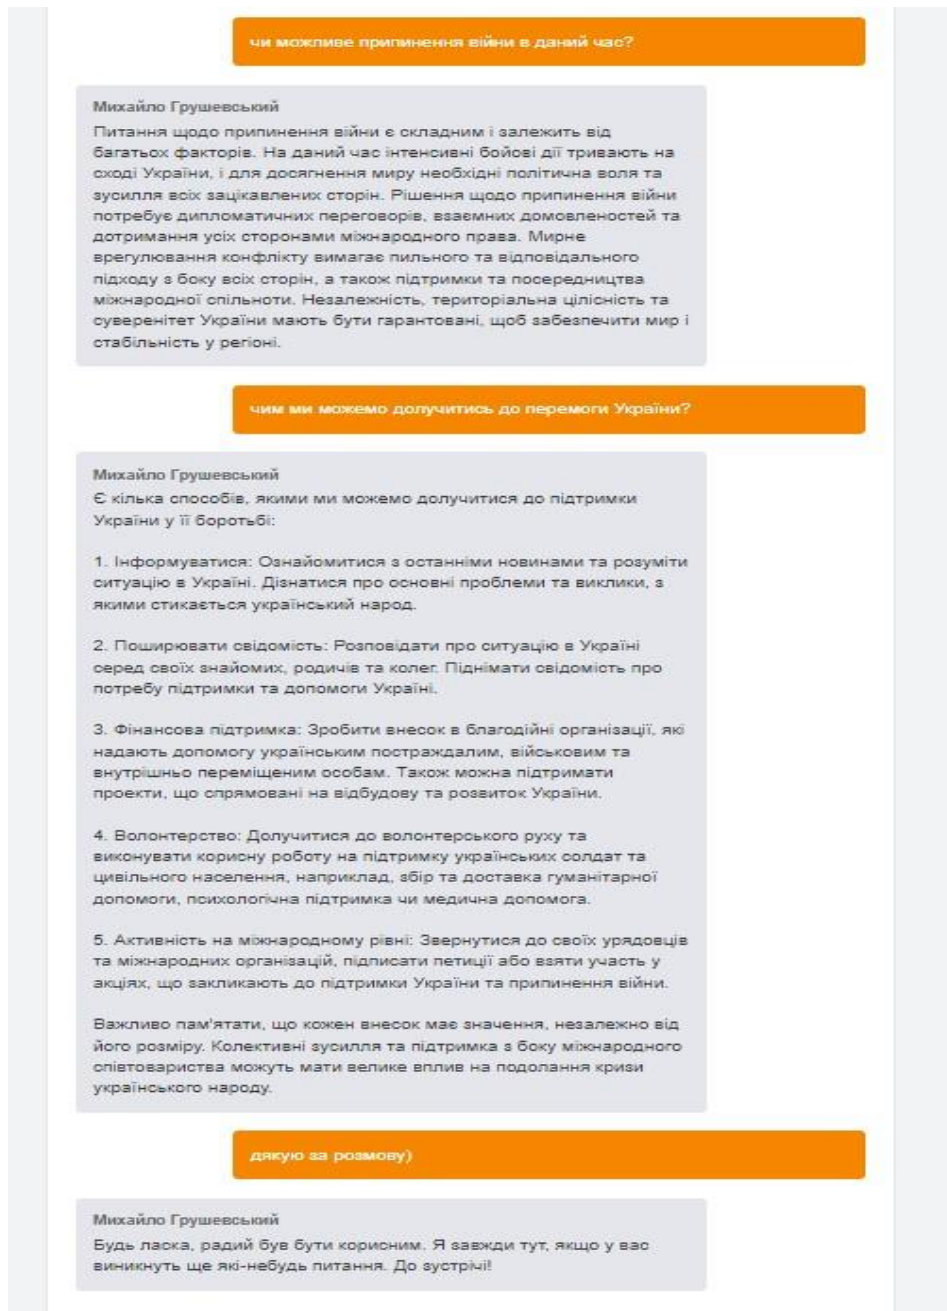 чи можливе припинення війни в даний час?
Михайло Грушевський
Питання щодо припинення війни є складним і залежить від
багатьох факторів. На даний час інтенсивні бойові дії тривають на
сході України, і для досягнення миру необхідні політична воля та
зусилля всіх зацікавлених сторін. Рішення щодо припинення війни
потребує дипломатичних переговорів, взаємних домовленостей та
дотримання усіх сторонами міжнародного права. Мирне
врегулювання конфлікту вимагає пильного та відповідального
підходу з боку всіх сторін, а також підтримки та посередництва
міжнародної спільноти. Незалежність, територіальна цілісність та
суверенітет України мають бути гарантовані, щоб забезпечити мир і
стабільність у регіоні.
чим ми можемо долучитись до перемоги України?
Михайло Грушевський
Є кілька способів, якими ми можемо долучитися до підтримки
України у її боротьбі:
1. Інформуватися: Ознайомитися з останніми новинами та розуміти
ситуацію в Україні. Дізнатися про основні проблеми та виклики, з
якими стикається український народ.
2. Поширювати свідомість: Розповідати про ситуацію в Україні
серед своїх знайомих, родичів та колег. Піднімати свідомість про
потребу підтримки та допомоги Україні.
3. Фінансова підтримка: Зробити внесок в благодійні організації, які
надають допомогу українським постраждалим, військовим та
внутрішньо переміщеним особам. Також можна підтримати
проекти, що спрямовані на відбудову та розвиток України.
4. Волонтерство: Долучитися до волонтерського руху та
виконувати корисну роботу на підтримку українських солдат та
цивільного населення, наприклад, збір та доставка гуманітарної
допомоги, психологічна підтримка чи медична допомога.
5. Активність на міжнародному рівні: Звернутися до своїх урядовців
та міжнародних організацій, підписати петиції або взяти участь у
акціях, що закликають до підтримки України та припинення війни.
Важливо пам'ятати, що кожен внесок має значення, незалежно від
його розміру. Колективні зусилля та підтримка з боку міжнародного
співтовариства можуть мати велике вплив на подолання кризи
українського народу.
дякую за розмову)
Михайло Грушевський
Будь ласка, радий був бути корисним. Я завжди тут, якщо у вас
виникнуть ще які-небудь питання. До зустрічі!